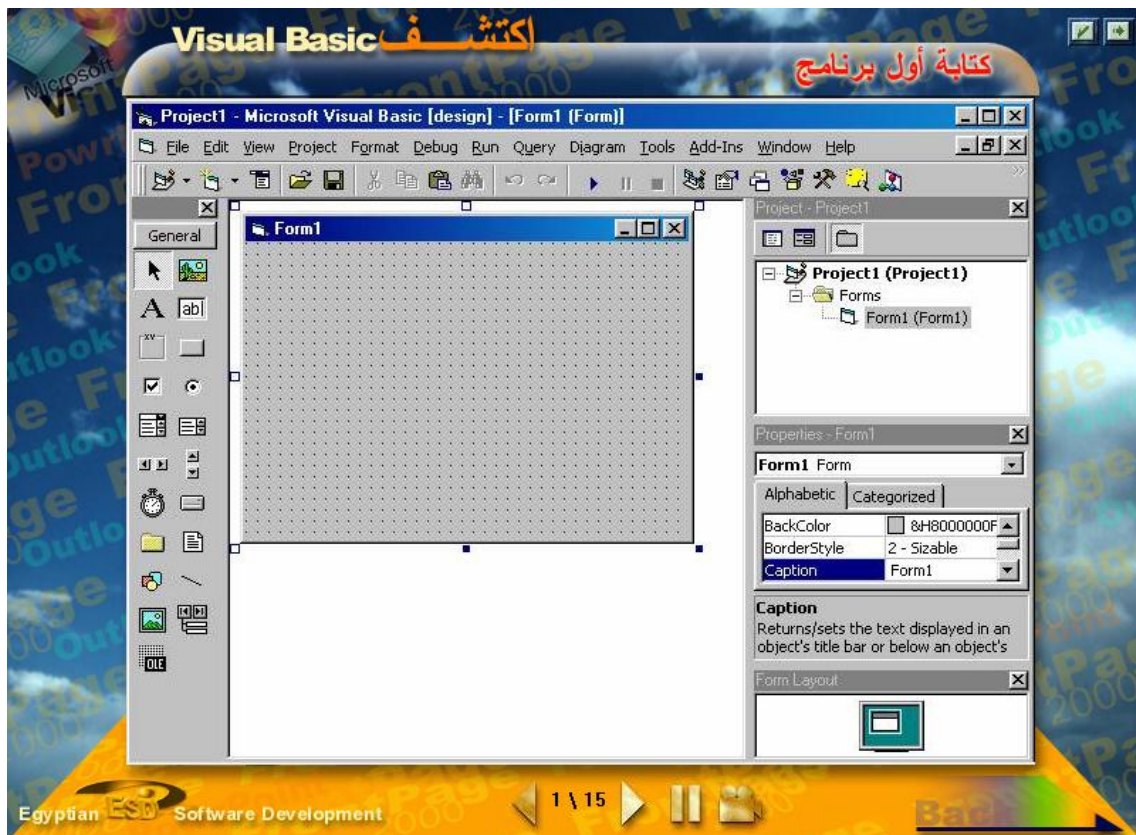 اكتشف Visual Basic
كتابة أول برنامج
Microsoft
Project1 - Microsoft Visual Basic [design] - [Form1 (Form)]
File Edit View Project Format Debug Run Query Diagram Tools Add-Ins Window Help
General
Form1
A
ab
xy
OLE
Project - Project1
Project1 (Project1)
Forms
Form1 (Form1)
Properties - Form1
Form1 Form
Alphabetic Categorized
BackColor &H8000000F
BorderStyle 2 - Sizable
Caption Form1
Caption
Returns/sets the text displayed in an
object's title bar or below an object's
Form Layout
Egyptian ESD Software Development
1 \ 15
Back